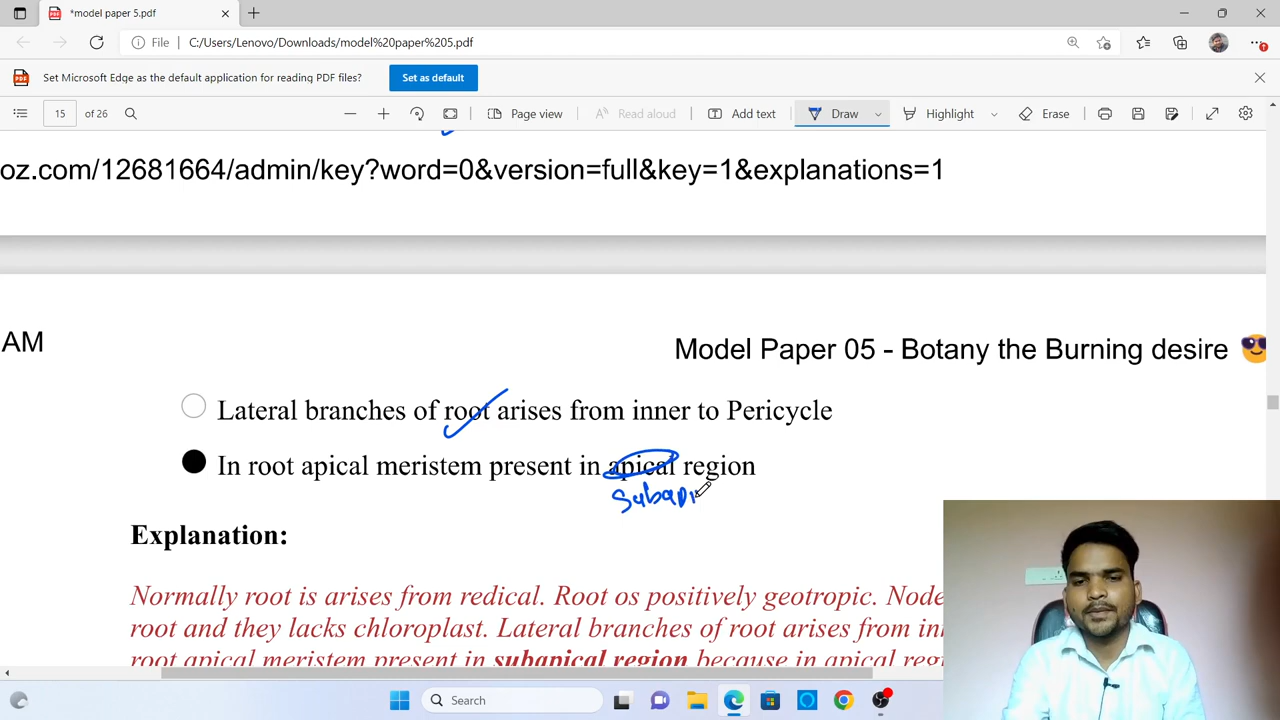 *model paper 5.pdf
File
C:/Users/Lenovo/Downloads/model%20paper%205.pdf
PDF
Set Microsoft Edge as the default application for reading PDF files?
Set as default
15 of 26
Page view
Read aloud
Add text
Draw
Highlight
Erase
oz.com/12681664/admin/key?word=0&version=full&key=1&explanations=1
AM
Model Paper 05 - Botany the Burning desire 😎
Lateral branches of root arises from inner to Pericycle
In root apical meristem present in apical region
Subapi
Explanation:
Normally root is arises from redical. Root os positively geotropic. Node
root and they lacks chloroplast. Lateral branches of root arises from in
root apical meristem present in subapical region because in apical reg
Search